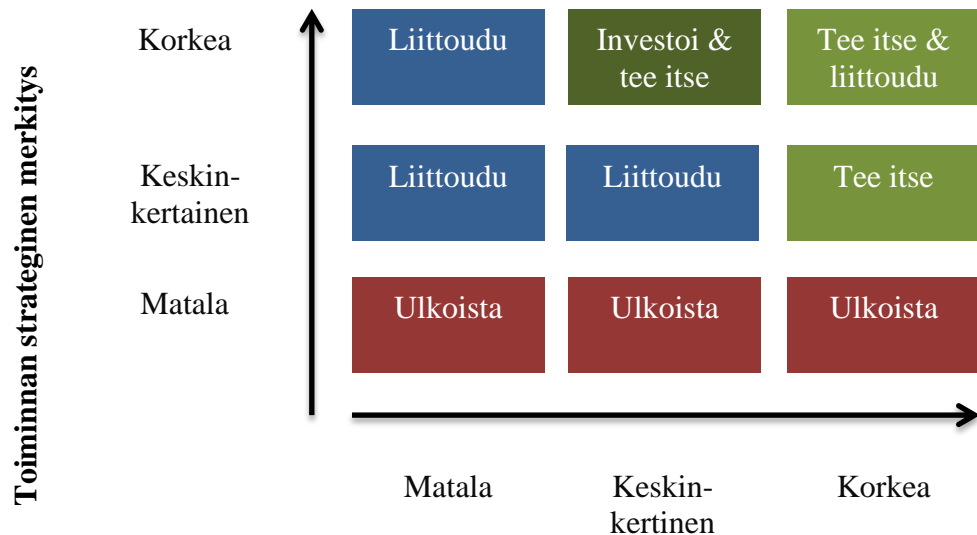 Toiminnan strateginen merkitys
Korkea
Liittoudu
Investoi &
tee itse
Tee itse &
liittoudu
Keskin-
kertainen
Liittoudu
Liittoudu
Tee itse
Matala
Ulkoista
Ulkoista
Ulkoista
Matala
Keskin-
kertinen
Korkea